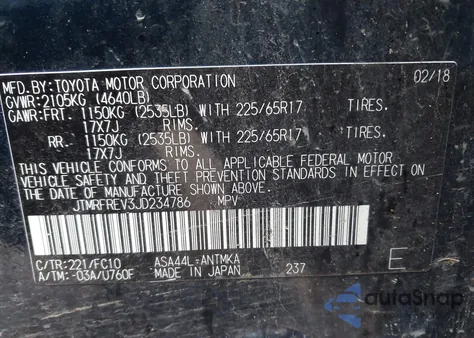 MFD.BY:TOYOTA MOTOR CORPORATION 02/18
GVWR:2105KG (4640LB)
GAWR:FRT. 1150KG (2535LB) WITH 225/65R17 TIRES.
17X7J RIMS.
RR. 1150KG (2535LB) WITH 225/65R17 TIRES.
17X7J RIMS.
THIS VEHICLE CONFORMS TO ALL APPLICABLE FEDERAL MOTOR
VEHICLE SAFETY AND THEFT PREVENTION STANDARDS IN EFFECT ON
THE DATE OF MANUFACTURE SHOWN ABOVE.
JTMRFREV3JD234786 MPV
C/TR:221/FC10 ASA44L-ANTMKA
A/TM:-03A/U760F MADE IN JAPAN 237 E
autoSnap